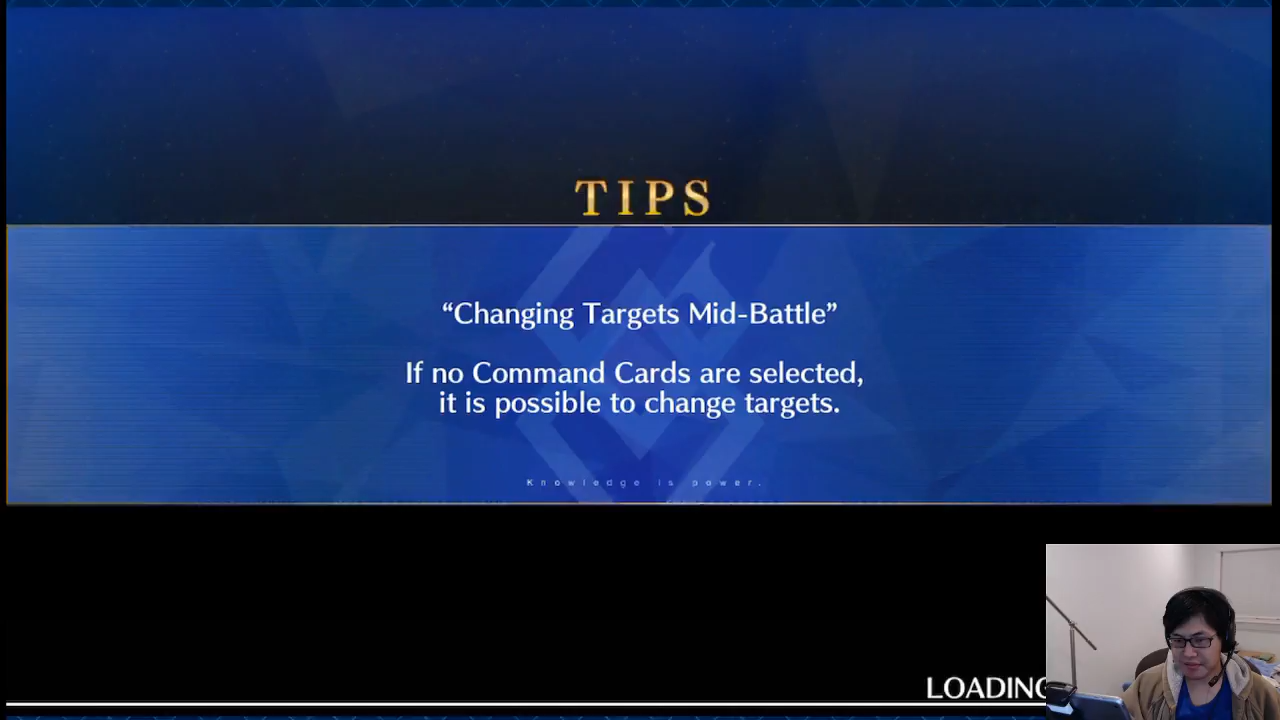 TIPS
“Changing Targets Mid-Battle”
If no Command Cards are selected,
it is possible to change targets.
Knowledge is power.
LOADING